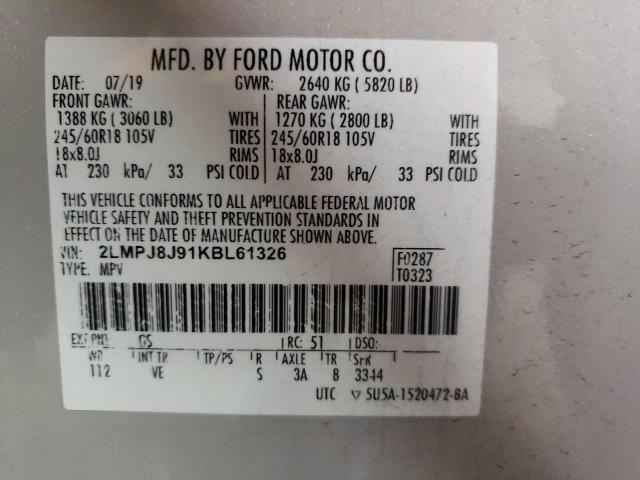 MFD. BY FORD MOTOR CO.
DATE: 07/19 GVWR: 2640 KG ( 5820 LB)
FRONT GAWR: REAR GAWR:
1388 KG ( 3060 LB) WITH 1270 KG ( 2800 LB) WITH
245/60R18 105V TIRES 245/60R18 105V TIRES
18x8.0J RIMS 18x8.0J RIMS
AT 230 kPa/ 33 PSI COLD AT 230 kPa/ 33 PSI COLD
THIS VEHICLE CONFORMS TO ALL APPLICABLE FEDERAL MOTOR
VEHICLE SAFETY AND THEFT PREVENTION STANDARDS IN
EFFECT ON THE DATE OF MANUFACTURE SHOWN ABOVE.
VIN: 2LMPJ8J91KBL61326 F0287
TYPE: MPV T0323
EXT PNT: GS RC: 51 DSO:
WB INT TR TP/PS R AXLE TR SPR
112 VE S 3A 8 3344
UTC ▽ 5U5A-1520472-BA